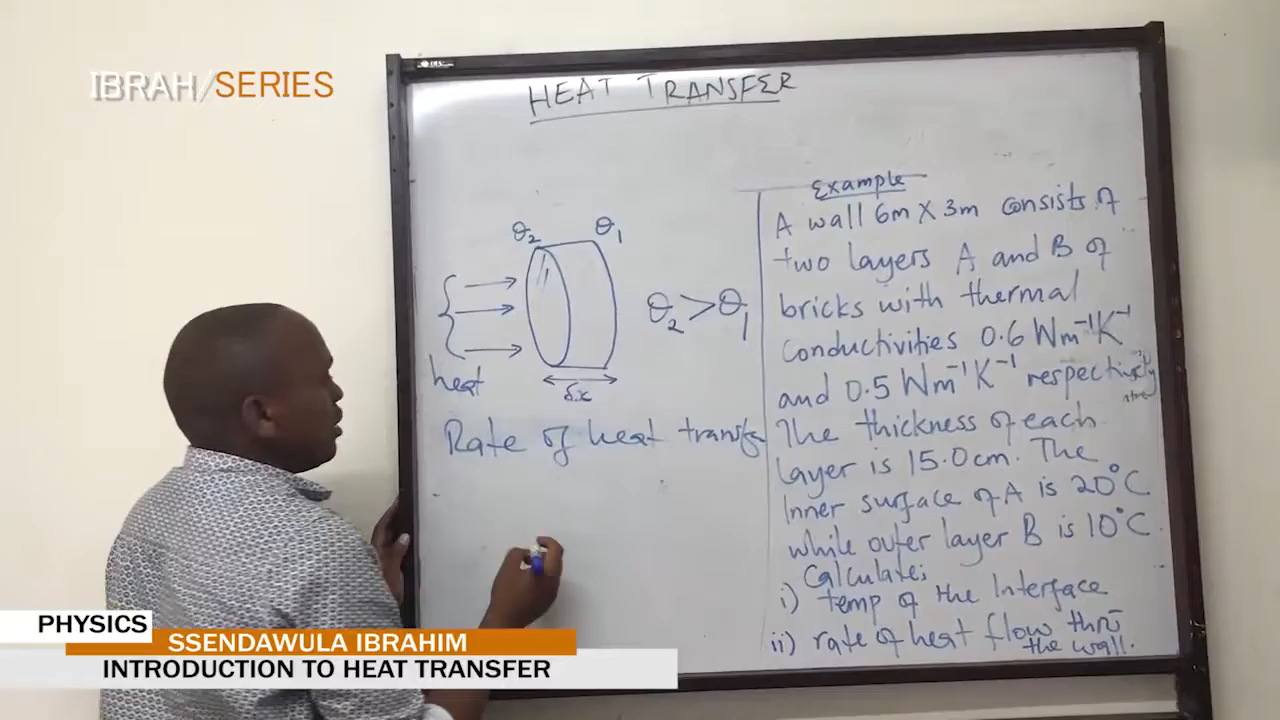 IBRAH/SERIES
HEAT TRANSFER
θ₂ θ₁
θ₂ > θ₁
heat
δx
Rate of heat transfe
Example
A wall 6m X 3m consists of
two layers A and B of
bricks with thermal
conductivities 0.6 Wm⁻¹K⁻¹
and 0.5 Wm⁻¹K⁻¹ respectively
The thickness of each
layer is 15.0cm. The
Inner surface of A is 20°C
while outer layer B is 10°C
Calculate;
i) temp of the Interface
ii) rate of heat flow thru
the wall.
PHYSICS
SSENDAWULA IBRAHIM
INTRODUCTION TO HEAT TRANSFER